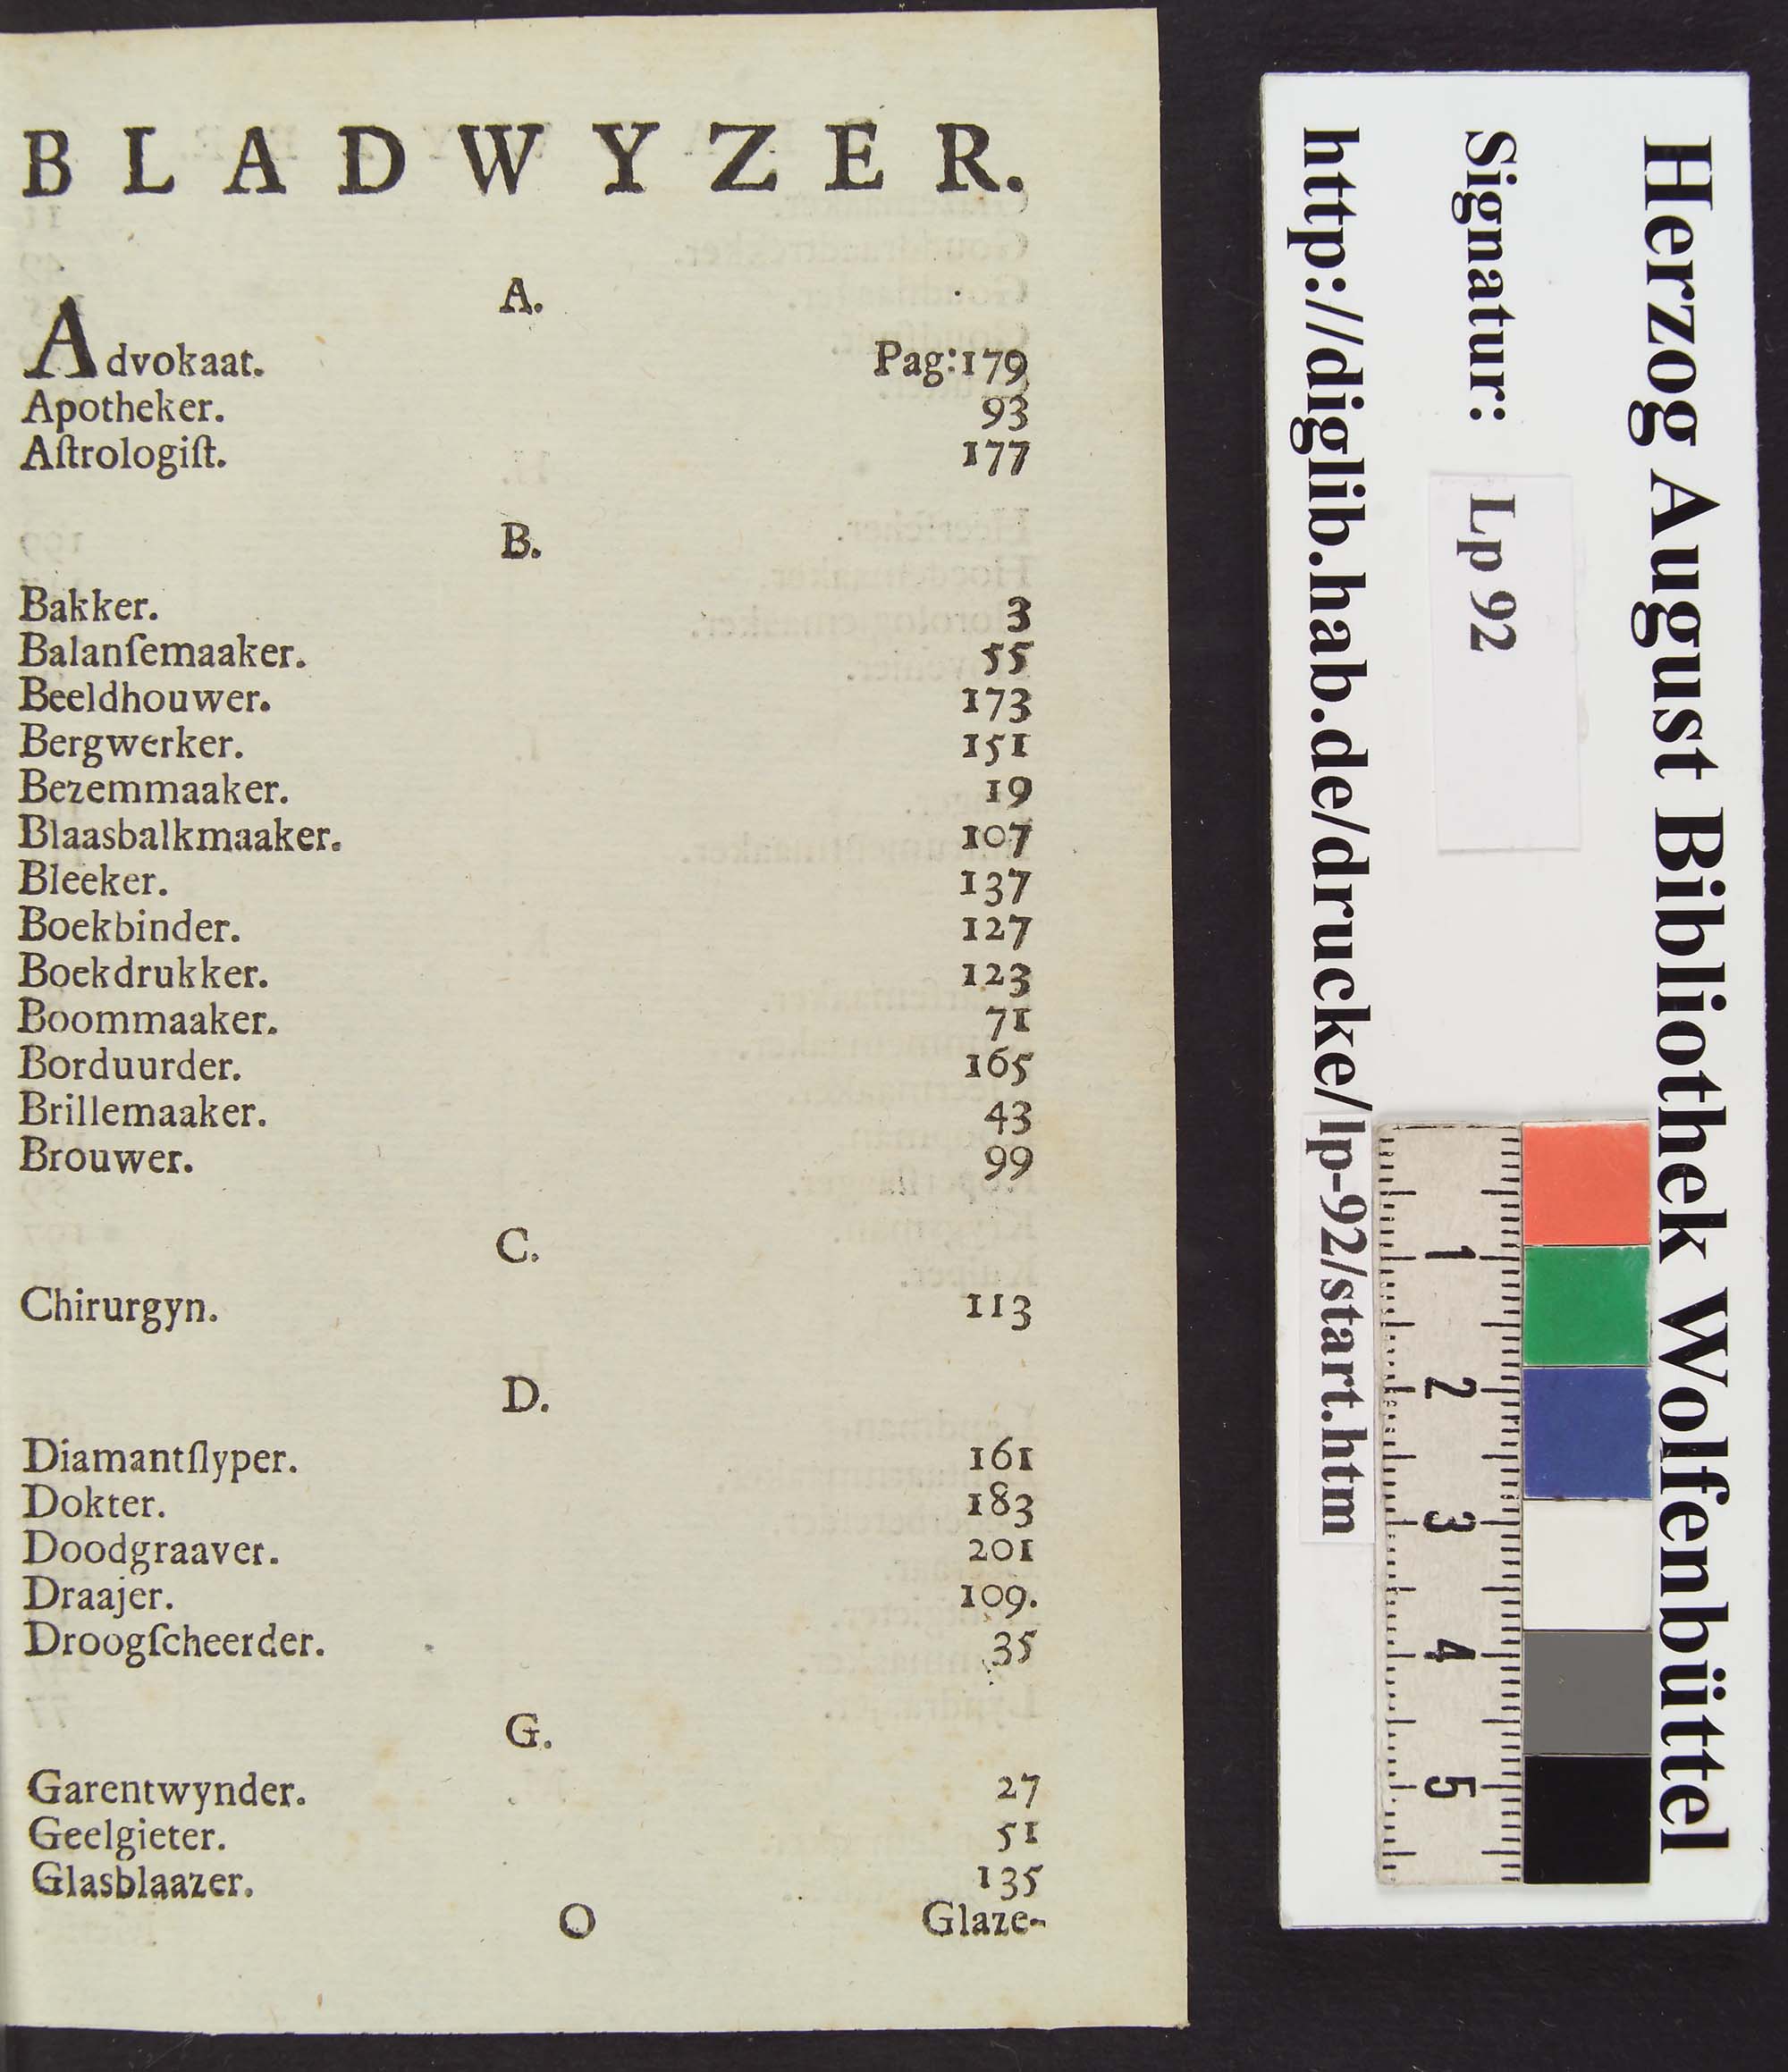 BLADWYZER.
A.
Advokaat. Pag:179
Apotheker. 93
Aſtrologiſt. 177
B.
Bakker. 3
Balanſemaaker. 55
Beeldhouwer. 173
Bergwerker. 151
Bezemmaaker. 19
Blaasbalkmaaker. 107
Bleeker. 137
Boekbinder. 127
Boekdrukker. 123
Boommaaker. 71
Borduurder. 165
Brillemaaker. 43
Brouwer. 99
C.
Chirurgyn. 113
D.
Diamantſlyper. 161
Dokter. 183
Doodgraaver. 201
Draajer. 109.
Droogſcheerder. 35
G.
Garentwynder. 27
Geelgieter. 51
Glasblaazer. 135
O Glaze-
Herzog August Bibliothek Wolfenbüttel
Signatur: Lp 92
http://diglib.hab.de/drucke/lp-92/start.htm
1 2 3 4 5